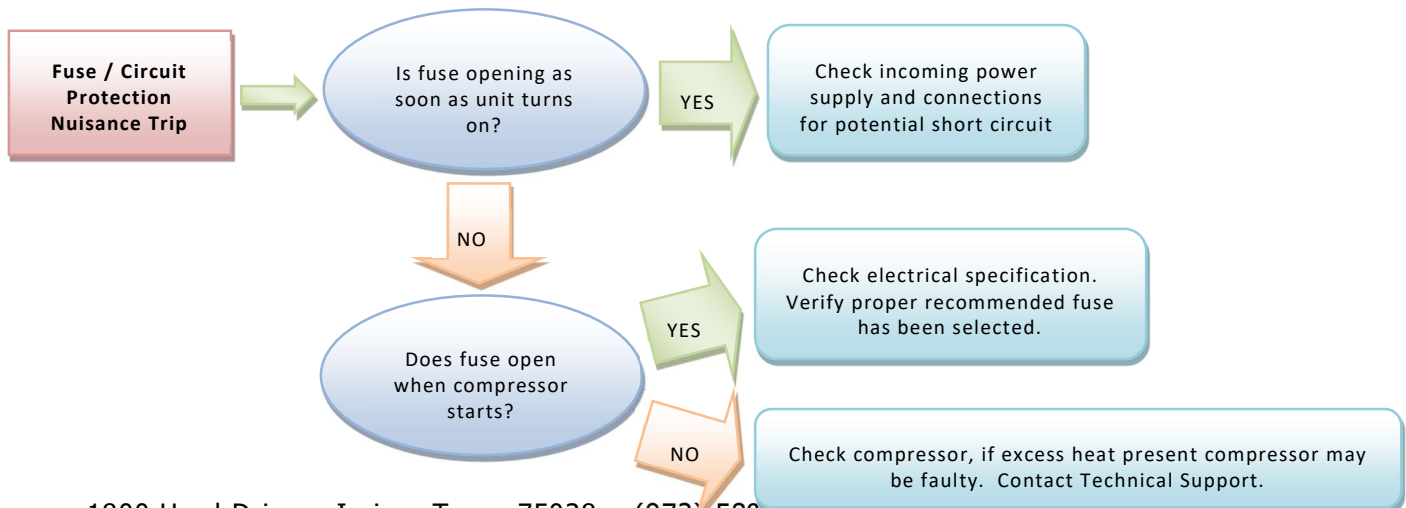 Fuse / Circuit
Protection
Nuisance Trip
Is fuse opening as
soon as unit turns
on?
YES
Check incoming power
supply and connections
for potential short circuit
NO
Does fuse open
when compressor
starts?
YES
Check electrical specification.
Verify proper recommended fuse
has been selected.
NO
Check compressor, if excess heat present compressor may
be faulty.  Contact Technical Support.